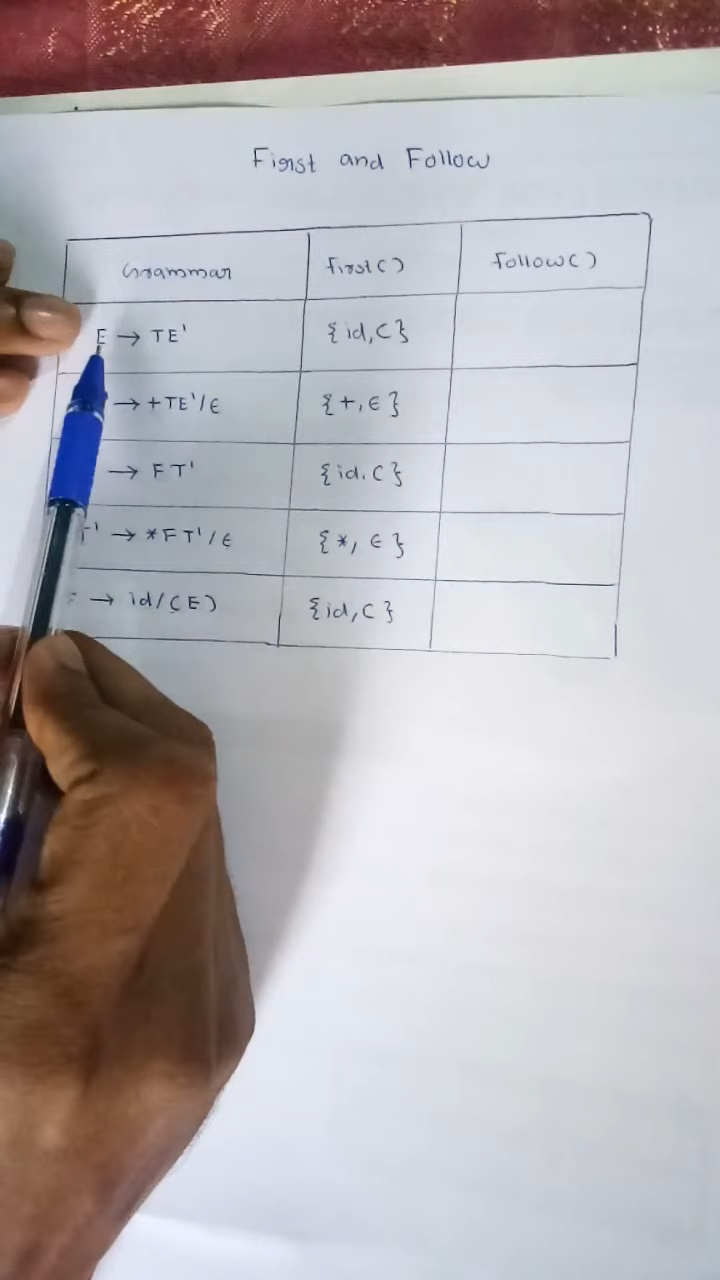 First and Follow
Grammar First() Follow()
E → TE' {id,(}
→ +TE'/ε {+,ε}
→ FT' {id,(}
T' → *FT'/ε {*, ε}
F → id/(E) {id,(}